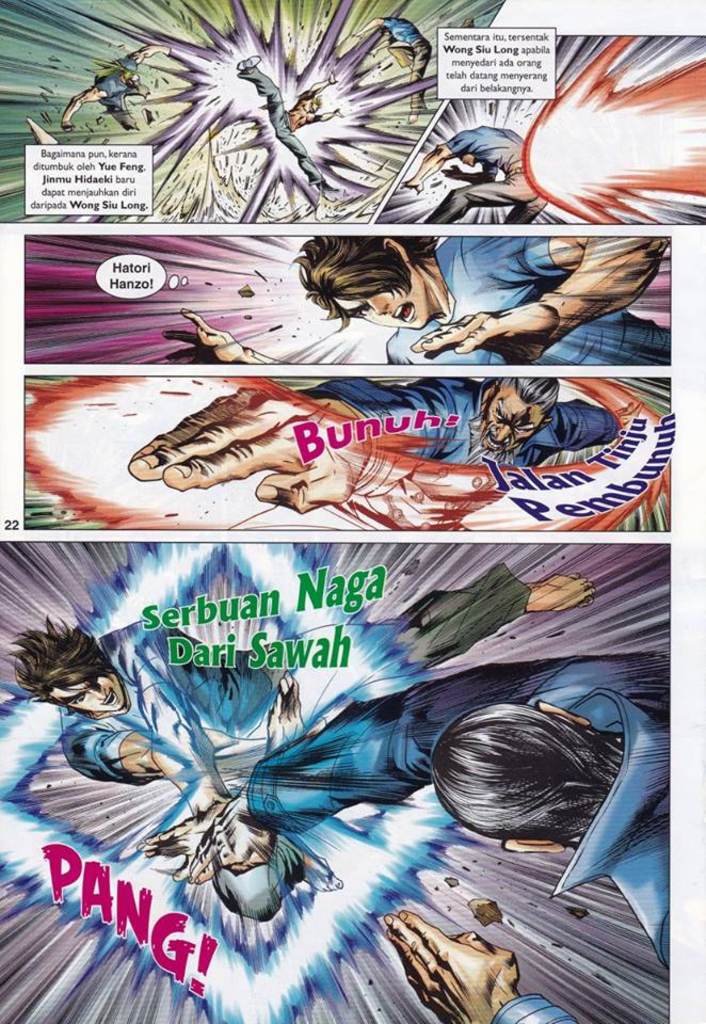 Bagaimana pun, kerana
ditumbuk oleh Yue Feng,
Jinmu Hidaeki baru
dapat menjauhkan diri
daripada Wong Siu Long.
Sementara itu, tersentak
Wong Siu Long apabila
menyedari ada orang
telah datang menyerang
dari belakangnya.
Hatori
Hanzo!
Bunuh!
Jalan Tinju
Pembunuh
22
Serbuan Naga
Dari Sawah
PANG!